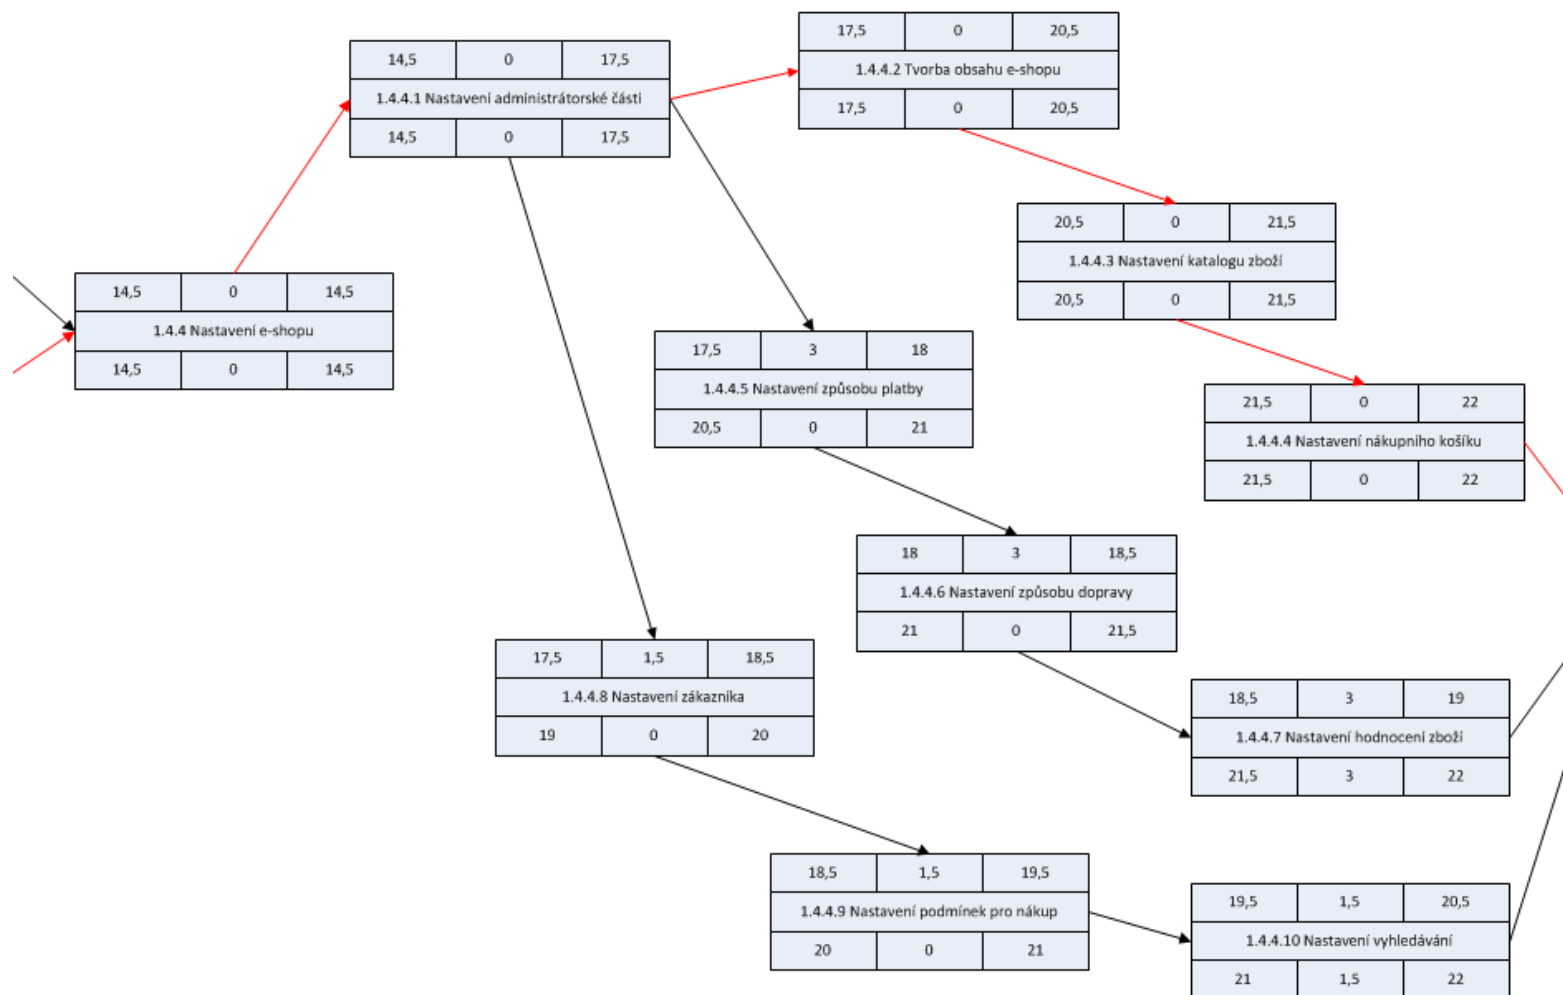 17,5 0 20,5
1.4.4.2 Tvorba obsahu e-shopu
17,5 0 20,5
14,5 0 17,5
1.4.4.1 Nastavení administrátorské části
14,5 0 17,5
20,5 0 21,5
1.4.4.3 Nastavení katalogu zboží
20,5 0 21,5
14,5 0 14,5
1.4.4 Nastavení e-shopu
14,5 0 14,5
17,5 3 18
1.4.4.5 Nastavení způsobu platby
20,5 0 21
21,5 0 22
1.4.4.4 Nastavení nákupního košíku
21,5 0 22
18 3 18,5
1.4.4.6 Nastavení způsobu dopravy
21 0 21,5
17,5 1,5 18,5
1.4.4.8 Nastavení zákazníka
19 0 20
18,5 3 19
1.4.4.7 Nastavení hodnocení zboží
21,5 3 22
18,5 1,5 19,5
1.4.4.9 Nastavení podmínek pro nákup
20 0 21
19,5 1,5 20,5
1.4.4.10 Nastavení vyhledávání
21 1,5 22